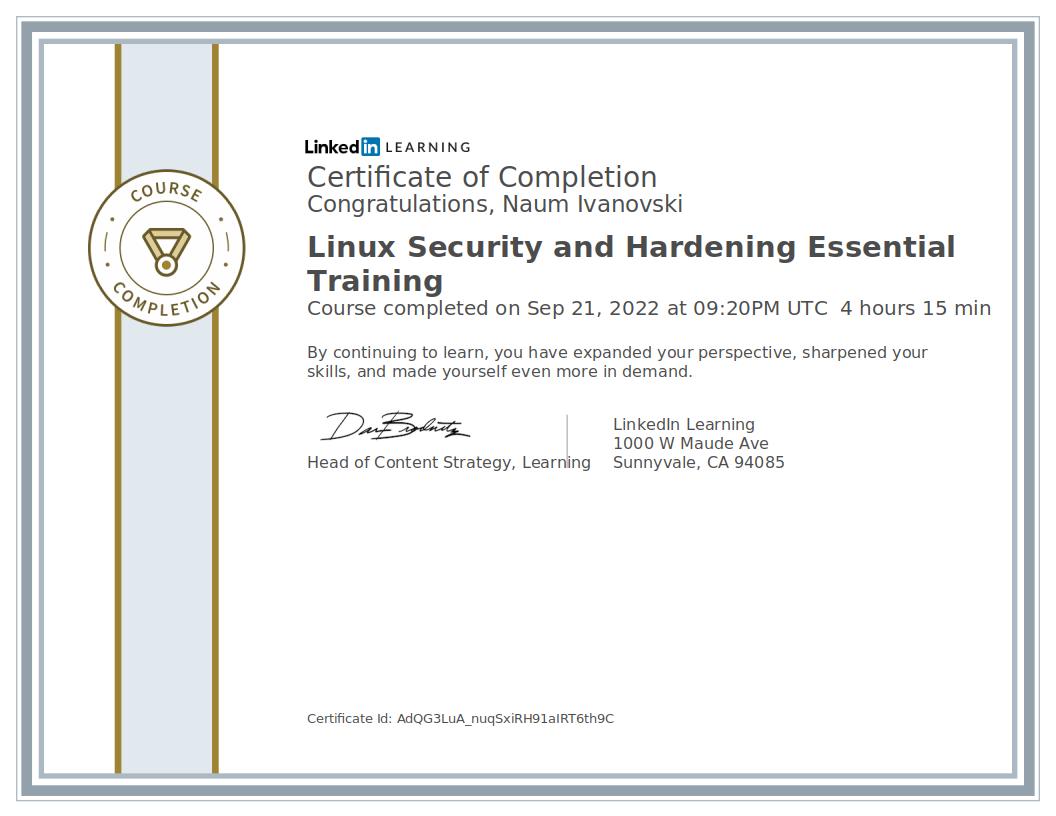 COURSE
COMPLETION
Linkedin LEARNING
Certificate of Completion
Congratulations, Naum Ivanovski
Linux Security and Hardening Essential
Training
Course completed on Sep 21, 2022 at 09:20PM UTC 4 hours 15 min
By continuing to learn, you have expanded your perspective, sharpened your
skills, and made yourself even more in demand.
Head of Content Strategy, Learning
LinkedIn Learning
1000 W Maude Ave
Sunnyvale, CA 94085
Certificate Id: AdQG3LuA_nuqSxiRH91aIRT6th9C